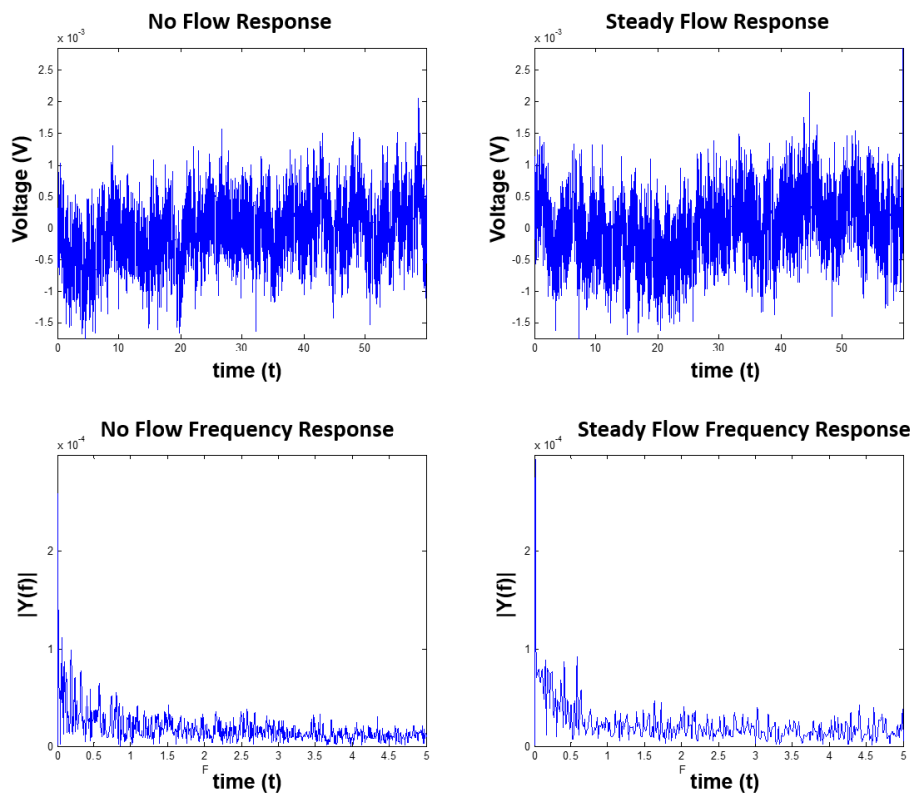 No Flow Response
x 10-3
2.5
2
1.5
1
0.5
0
-0.5
-1
-1.5
Voltage (V)
0 10 20 30 40 50
time (t)
Steady Flow Response
x 10-3
2.5
2
1.5
1
0.5
0
-0.5
-1
-1.5
Voltage (V)
0 10 20 30 40 50
time (t)
No Flow Frequency Response
x 10-4
2
1
0
|Y(f)|
0 0.5 1 1.5 2 2.5 3 3.5 4 4.5 5
F
time (t)
Steady Flow Frequency Response
x 10-4
2
1
0
|Y(f)|
0 0.5 1 1.5 2 2.5 3 3.5 4 4.5 5
F
time (t)